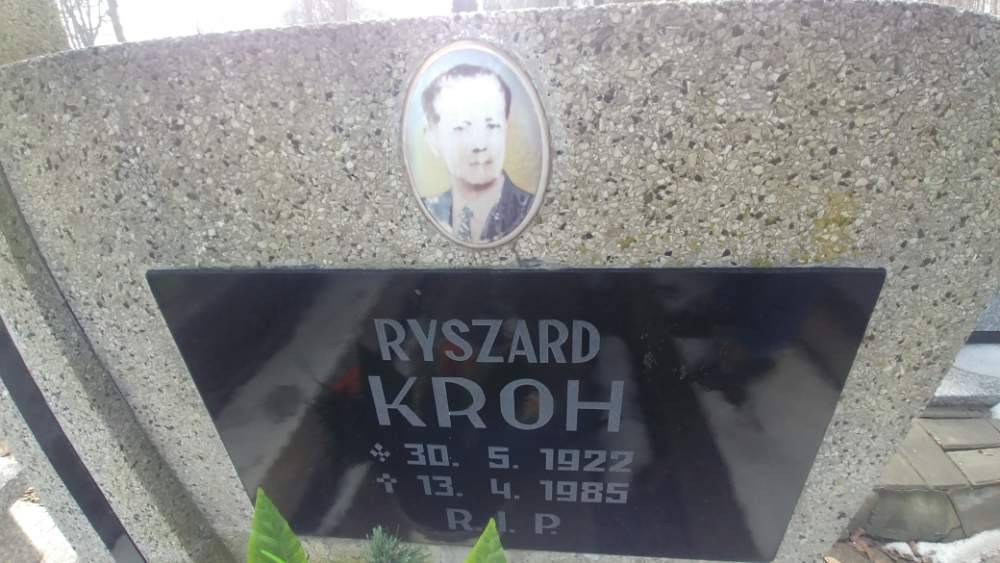 RYSZARD
KROH
30. 5. 1922
† 13. 4. 1985
R.I.P.